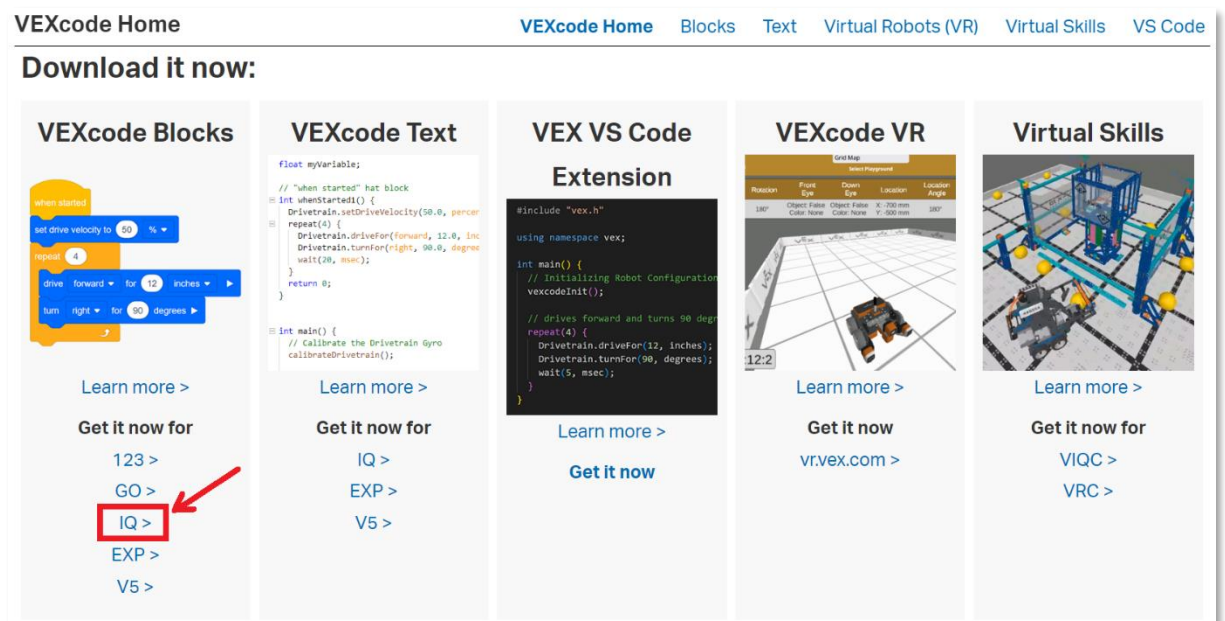 VEXcode Home
VEXcode Home Blocks Text Virtual Robots (VR) Virtual Skills VS Code
Download it now:
VEXcode Blocks
when started
set drive velocity to 50 %
repeat 4
drive forward for 12 inches
turn right for 90 degrees
Learn more >
Get it now for
123 >
GO >
IQ >
EXP >
V5 >
VEXcode Text
float myVariable;
// "when started" hat block
int whenStarted1() {
Drivetrain.setDriveVelocity(50.0, percen
repeat(4) {
Drivetrain.driveFor(forward, 12.0, inc
Drivetrain.turnFor(right, 90.0, degree
wait(20, msec);
}
return 0;
}
int main() {
// Calibrate the Drivetrain Gyro
calibrateDrivetrain();
Learn more >
Get it now for
IQ >
EXP >
V5 >
VEX VS Code
Extension
#include "vex.h"
using namespace vex;
int main() {
// Initializing Robot Configuration
vexcodeInit();
// drives forward and turns 90 degr
repeat(4) {
Drivetrain.driveFor(12, inches);
Drivetrain.turnFor(90, degrees);
wait(5, msec);
}
}
Learn more >
Get it now
VEXcode VR
Grid Map
Select Playground
Rotation Front Eye Down Eye Location Location Angle
180° Object: False Color: None Object: False Color: None X: -700 mm Y: -500 mm 180°
12:2
Learn more >
Get it now
vr.vex.com >
Virtual Skills
Learn more >
Get it now for
VIQC >
VRC >